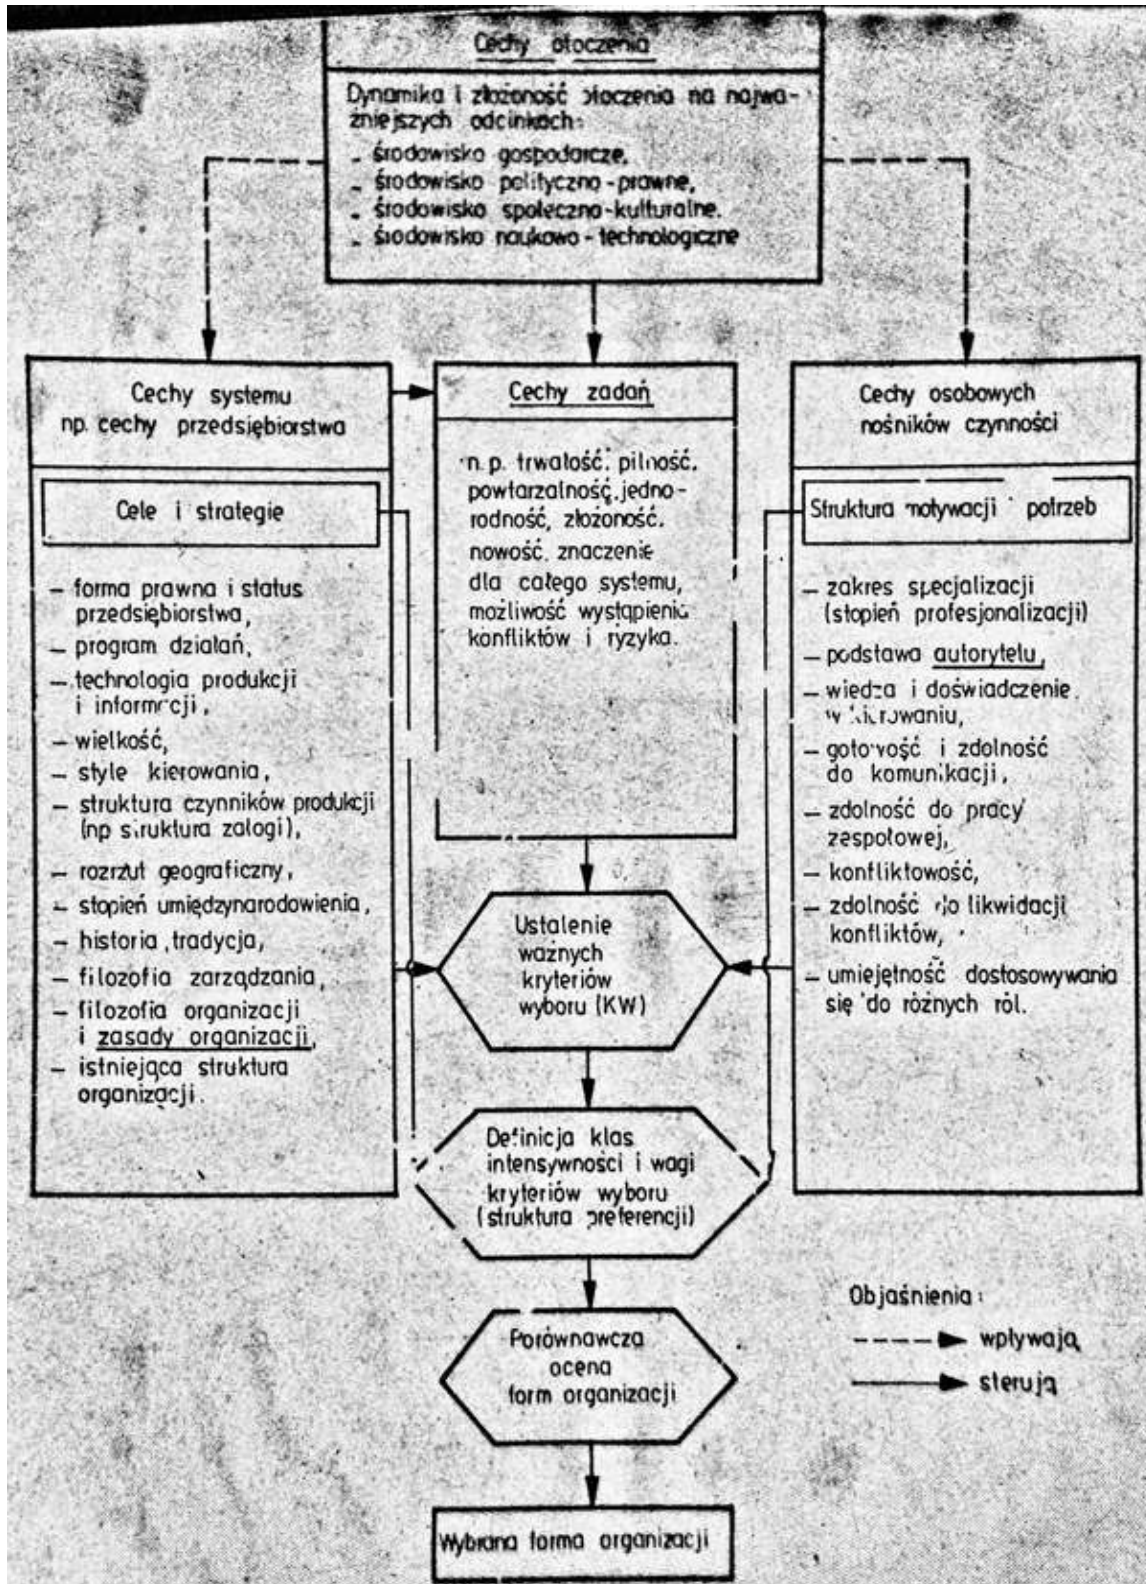 Cechy otoczenia
Dynamika i złożoność otoczenia na najwa-
żniejszych odcinkach:
- środowisko gospodarcze,
- środowisko polityczno-prawne,
- środowisko społeczno-kulturalne.
- środowisko naukowo-technologiczne
Cechy systemu
np. cechy przedsiębiorstwa
Cele i strategie
– forma prawna i status
przedsiębiorstwa,
– program działań,
– technologia produkcji
i informacji,
– wielkość,
– style kierowania,
– struktura czynników produkcji
(np struktura załogi),
– rozrzut geograficzny,
– stopień umiędzynarodowienia,
– historia, tradycja,
– filozofia zarządzania,
– filozofia organizacji
i zasady organizacji,
– istniejąca struktura
organizacji.
Cechy zadań
n.p. trwałość, pilność,
powtarzalność, jedno-
rodność, złożoność,
nowość, znaczenie
dla całego systemu,
możliwość wystąpienia
konfliktów i ryzyka.
Cechy osobowych
nośników czynności
Struktura motywacji potrzeb
– zakres specjalizacji
(stopień profesjonalizacji)
– podstawa autorytelu,
– wiedza i doświadczenie
w kierowaniu,
– gotowość i zdolność
do komunikacji,
– zdolność do pracy
zespołowej,
– konfliktowość,
– zdolność do likwidacji
konfliktów,
– umiejętność dostosowywania
się do różnych ról.
Ustalenie
ważnych
kryteriów
wyboru (KW)
Definicja klas
intensywności i wagi
kryteriów wyboru
(struktura preferencji)
Porównawcza
ocena
form organizacji
Wybrana forma organizacji
Objaśnienia:
wpływają
sterują